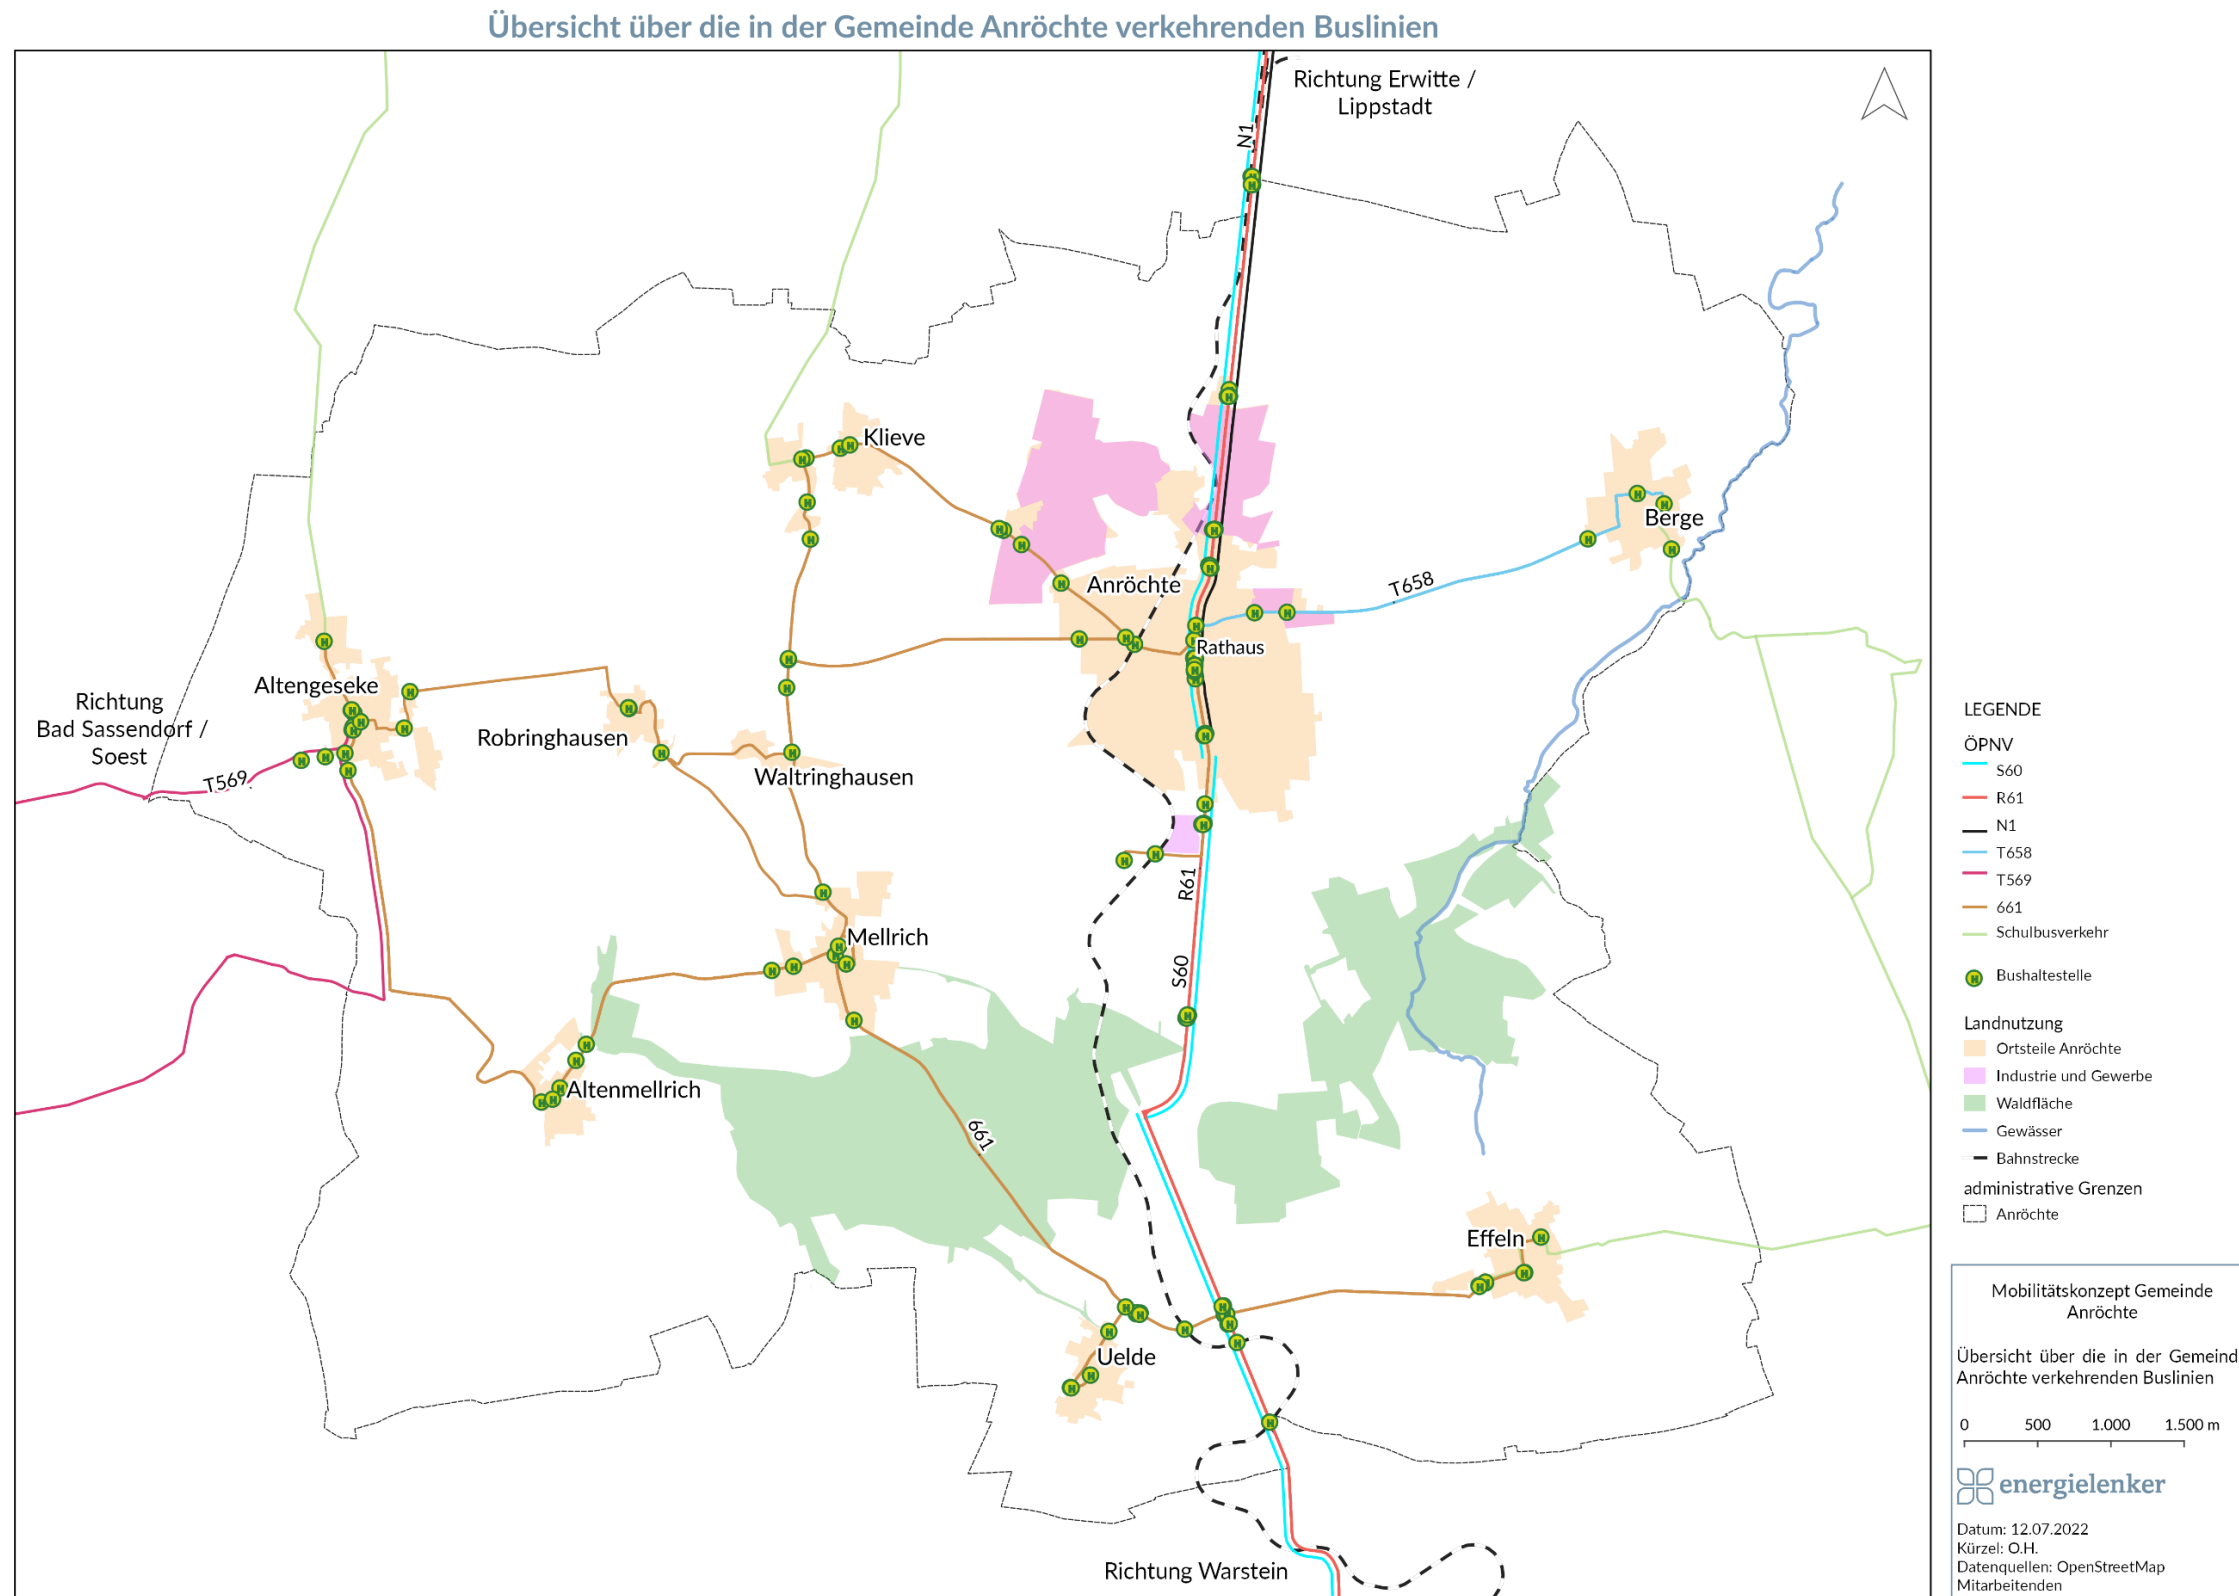 Übersicht über die in der Gemeinde Anröchte verkehrenden Buslinien
Richtung Erwitte /
Lippstadt
N1
Klieve
Berge
Anröchte
T658
Rathaus
Altengeseke
Richtung
Bad Sassendorf /
Soest
Robringhausen
Waltringhausen
T569
R61
Mellrich
S60
Altenmellrich
661
Effeln
Uelde
Richtung Warstein
LEGENDE
ÖPNV
S60
R61
N1
T658
T569
661
Schulbusverkehr
Bushaltestelle
Landnutzung
Ortsteile Anröchte
Industrie und Gewerbe
Waldfläche
Gewässer
Bahnstrecke
administrative Grenzen
Anröchte
Mobilitätskonzept Gemeinde
Anröchte
Übersicht über die in der Gemeind
Anröchte verkehrenden Buslinien
0 500 1.000 1.500 m
energielenker
Datum: 12.07.2022
Kürzel: O.H.
Datenquellen: OpenStreetMap
Mitarbeitenden